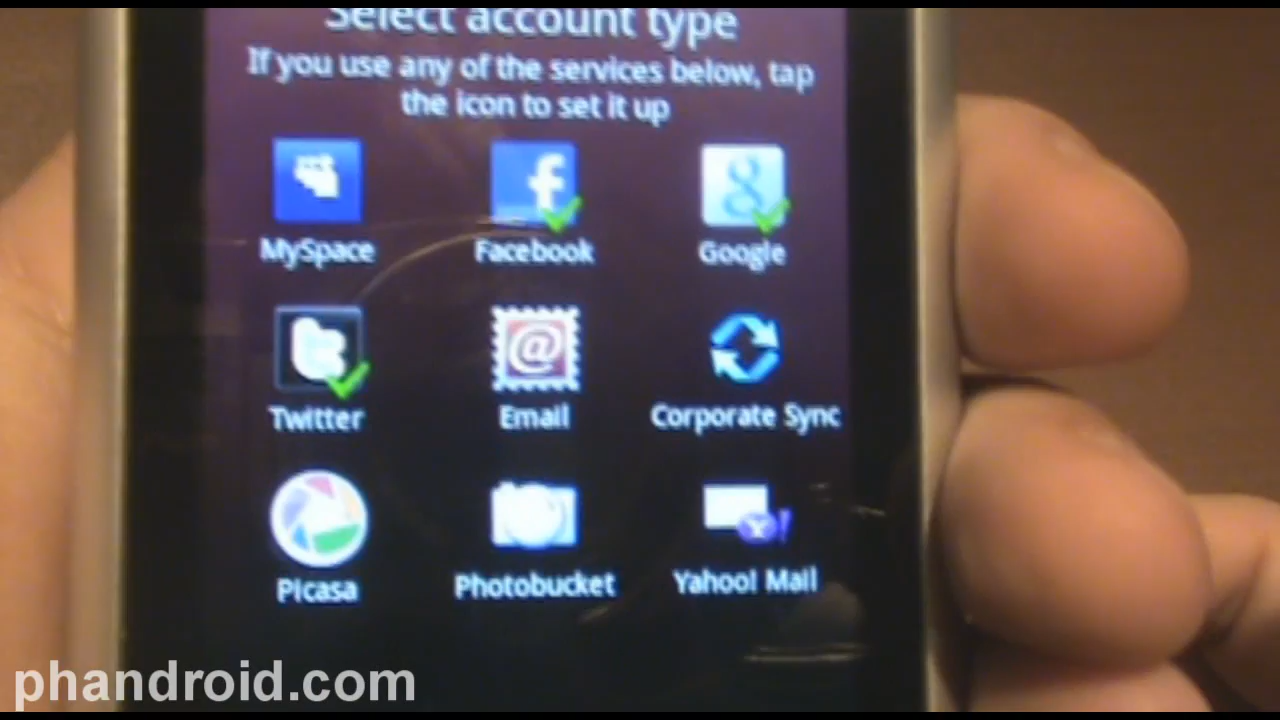 Select account type
If you use any of the services below, tap
the icon to set it up
MySpace
Facebook
Google
Twitter
Email
Corporate Sync
Picasa
Photobucket
Yahoo! Mail
phandroid.com